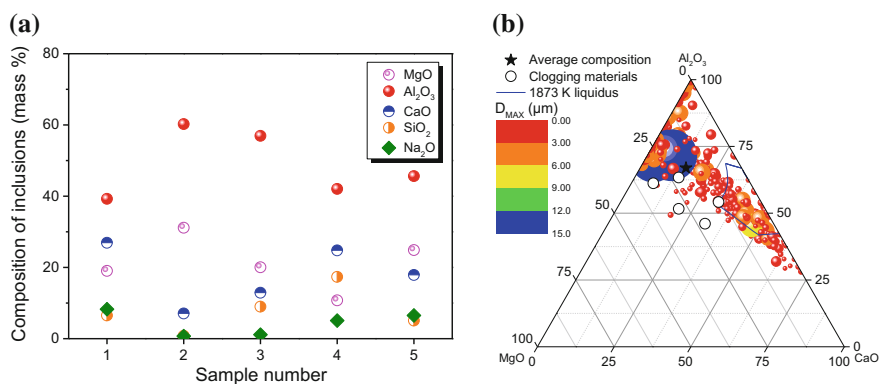 (a)
80
60
40
20
0
Composition of inclusions (mass %)
1 2 3 4 5
Sample number
MgO
Al₂O₃
CaO
SiO₂
Na₂O
(b)
Average composition
Clogging materials
1873 K liquidus
D_MAX (μm)
0.00
3.00
6.00
9.00
12.0
15.0
Al₂O₃
0 100
25 75
50 50
75 25
100 0
MgO 0 25 50 75 100 CaO